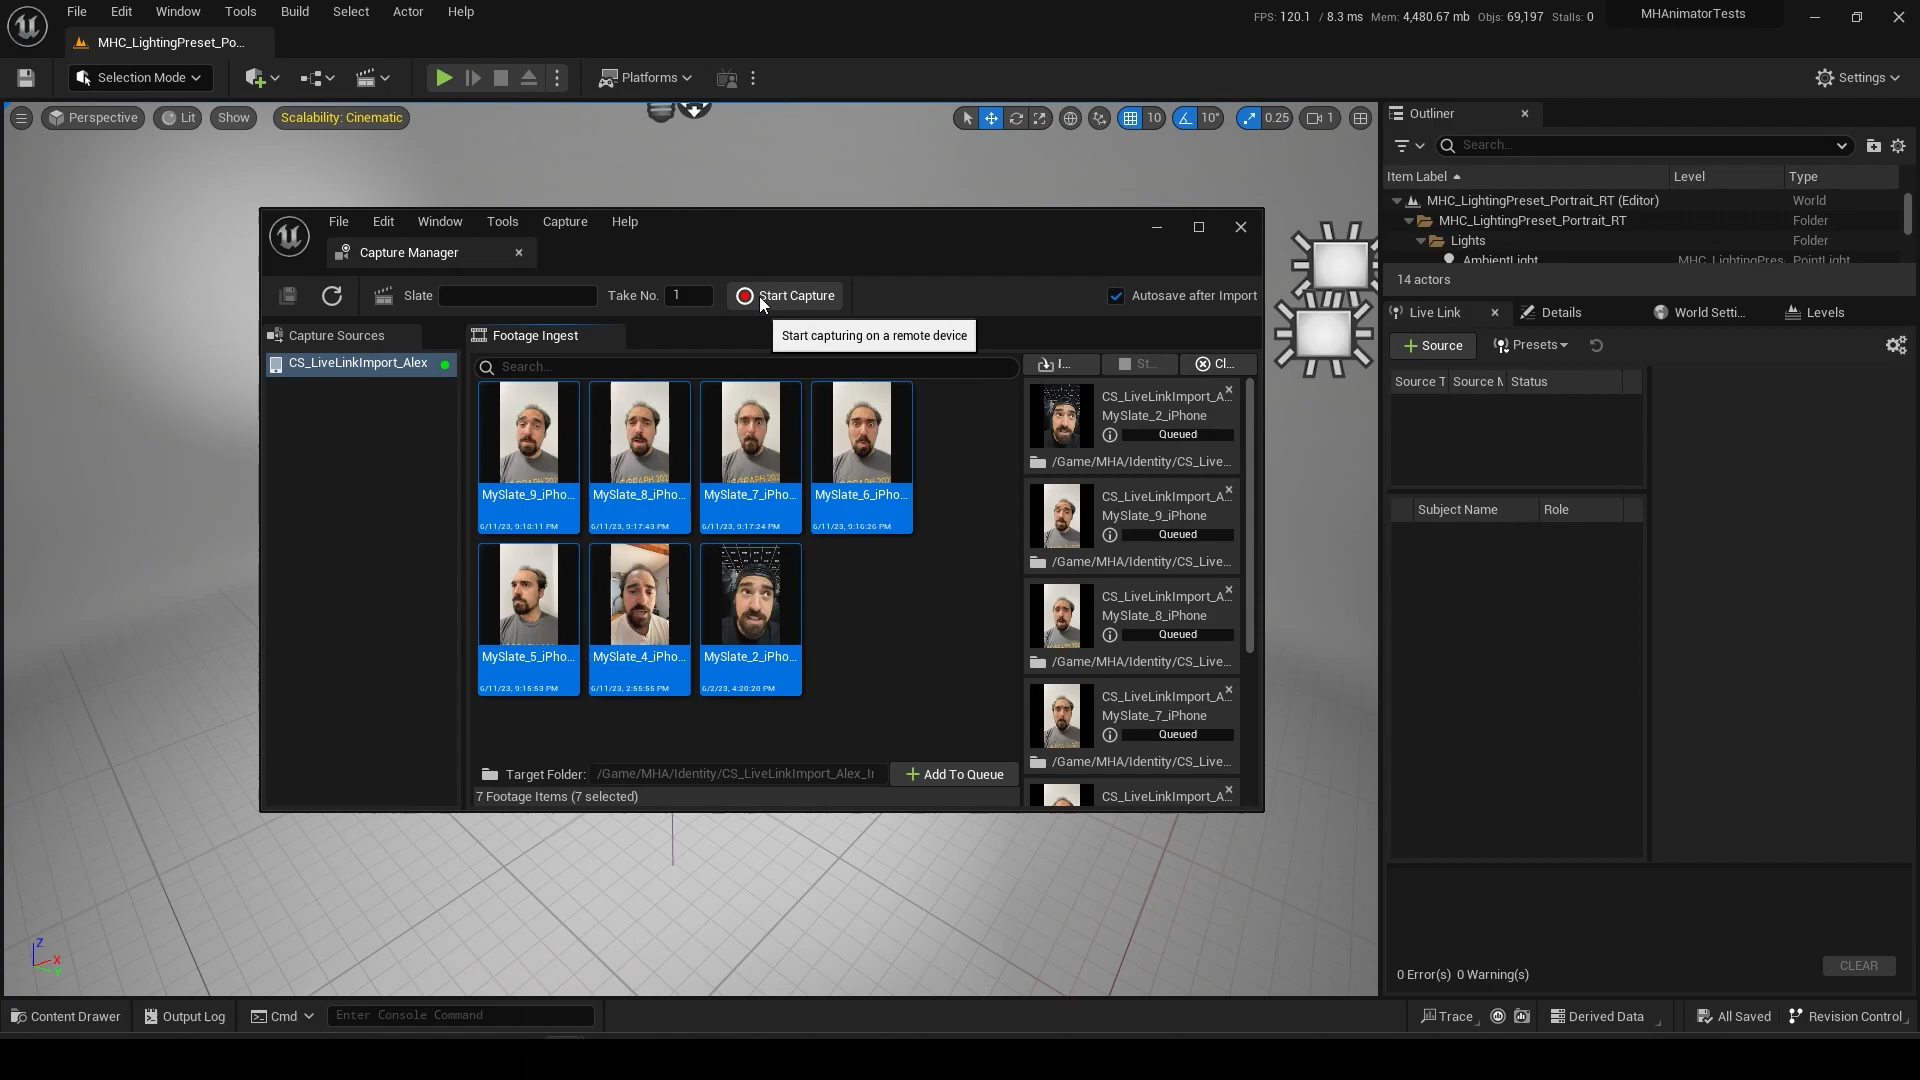 File Edit Window Tools Build Select Actor Help
FPS: 120.1 / 8.3 ms Mem: 4,480.67 mb Objs: 69,197 Stalls: 0
MHAnimatorTests
MHC_LightingPreset_Po...
Selection Mode
Platforms
Settings
Perspective Lit Show Scalability: Cinematic
10 10° 0.25 1
Outliner
Search...
Item Label Level Type
MHC_LightingPreset_Portrait_RT (Editor) World
MHC_LightingPreset_Portrait_RT Folder
Lights Folder
AmbientLight MHC_LightingPres PointLight
14 actors
File Edit Window Tools Capture Help
Capture Manager
Slate Take No. 1 Start Capture Autosave after Import
Start capturing on a remote device
Capture Sources
CS_LiveLinkImport_Alex
Footage Ingest
Search...
I... St... Cl...
MySlate_9_iPho... MySlate_8_iPho... MySlate_7_iPho... MySlate_6_iPho...
6/11/23, 9:18:11 PM 6/11/23, 9:17:43 PM 6/11/23, 9:17:24 PM 6/11/23, 9:16:26 PM
MySlate_5_iPho... MySlate_4_iPho... MySlate_2_iPho...
6/11/23, 9:15:53 PM 6/11/23, 2:55:55 PM 6/2/23, 4:20:20 PM
Target Folder: /Game/MHA/Identity/CS_LiveLinkImport_Alex_Ir
Add To Queue
7 Footage Items (7 selected)
CS_LiveLinkImport_A...
MySlate_2_iPhone
Queued
/Game/MHA/Identity/CS_Live...
CS_LiveLinkImport_A...
MySlate_9_iPhone
Queued
/Game/MHA/Identity/CS_Live...
CS_LiveLinkImport_A...
MySlate_8_iPhone
Queued
/Game/MHA/Identity/CS_Live...
CS_LiveLinkImport_A...
MySlate_7_iPhone
Queued
/Game/MHA/Identity/CS_Live...
CS_LiveLinkImport_A...
Live Link Details World Setti... Levels
Source Presets
Source T Source M Status
Subject Name Role
0 Error(s) 0 Warning(s)
CLEAR
Z
X
Y
Content Drawer Output Log Cmd Enter Console Command
Trace Derived Data All Saved Revision Control